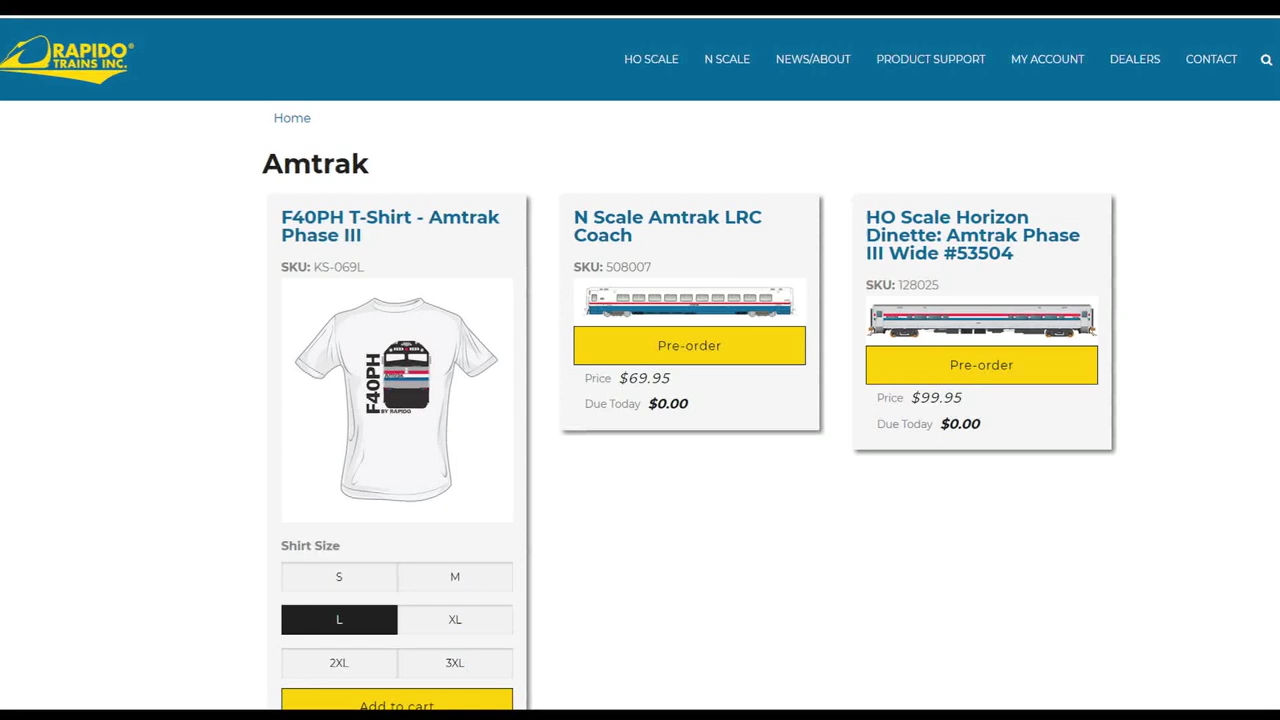 RAPIDO®
TRAINS INC.
HO SCALE
N SCALE
NEWS/ABOUT
PRODUCT SUPPORT
MY ACCOUNT
DEALERS
CONTACT
Home
Amtrak
F40PH T-Shirt - Amtrak
Phase III
SKU: KS-069L
F40PH
BY RAPIDO
Shirt Size
S
M
L
XL
2XL
3XL
Add to cart
N Scale Amtrak LRC
Coach
SKU: 508007
Pre-order
Price $69.95
Due Today $0.00
HO Scale Horizon
Dinette: Amtrak Phase
III Wide #53504
SKU: 128025
Pre-order
Price $99.95
Due Today $0.00